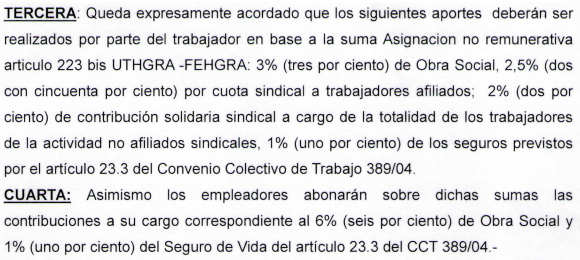 TERCERA: Queda expresamente acordado que los siguientes aportes deberán ser
realizados por parte del trabajador en base a la suma Asignacion no remunerativa
articulo 223 bis UTHGRA -FEHGRA: 3% (tres por ciento) de Obra Social, 2,5% (dos
con cincuenta por ciento) por cuota sindical a trabajadores afiliados; 2% (dos por
ciento) de contribución solidaria sindical a cargo de la totalidad de los trabajadores
de la actividad no afiliados sindicales, 1% (uno por ciento) de los seguros previstos
por el artículo 23.3 del Convenio Colectivo de Trabajo 389/04.
CUARTA: Asimismo los empleadores abonarán sobre dichas sumas las
contribuciones a su cargo correspondiente al 6% (seis por ciento) de Obra Social y
1% (uno por ciento) del Seguro de Vida del artículo 23.3 del CCT 389/04.-